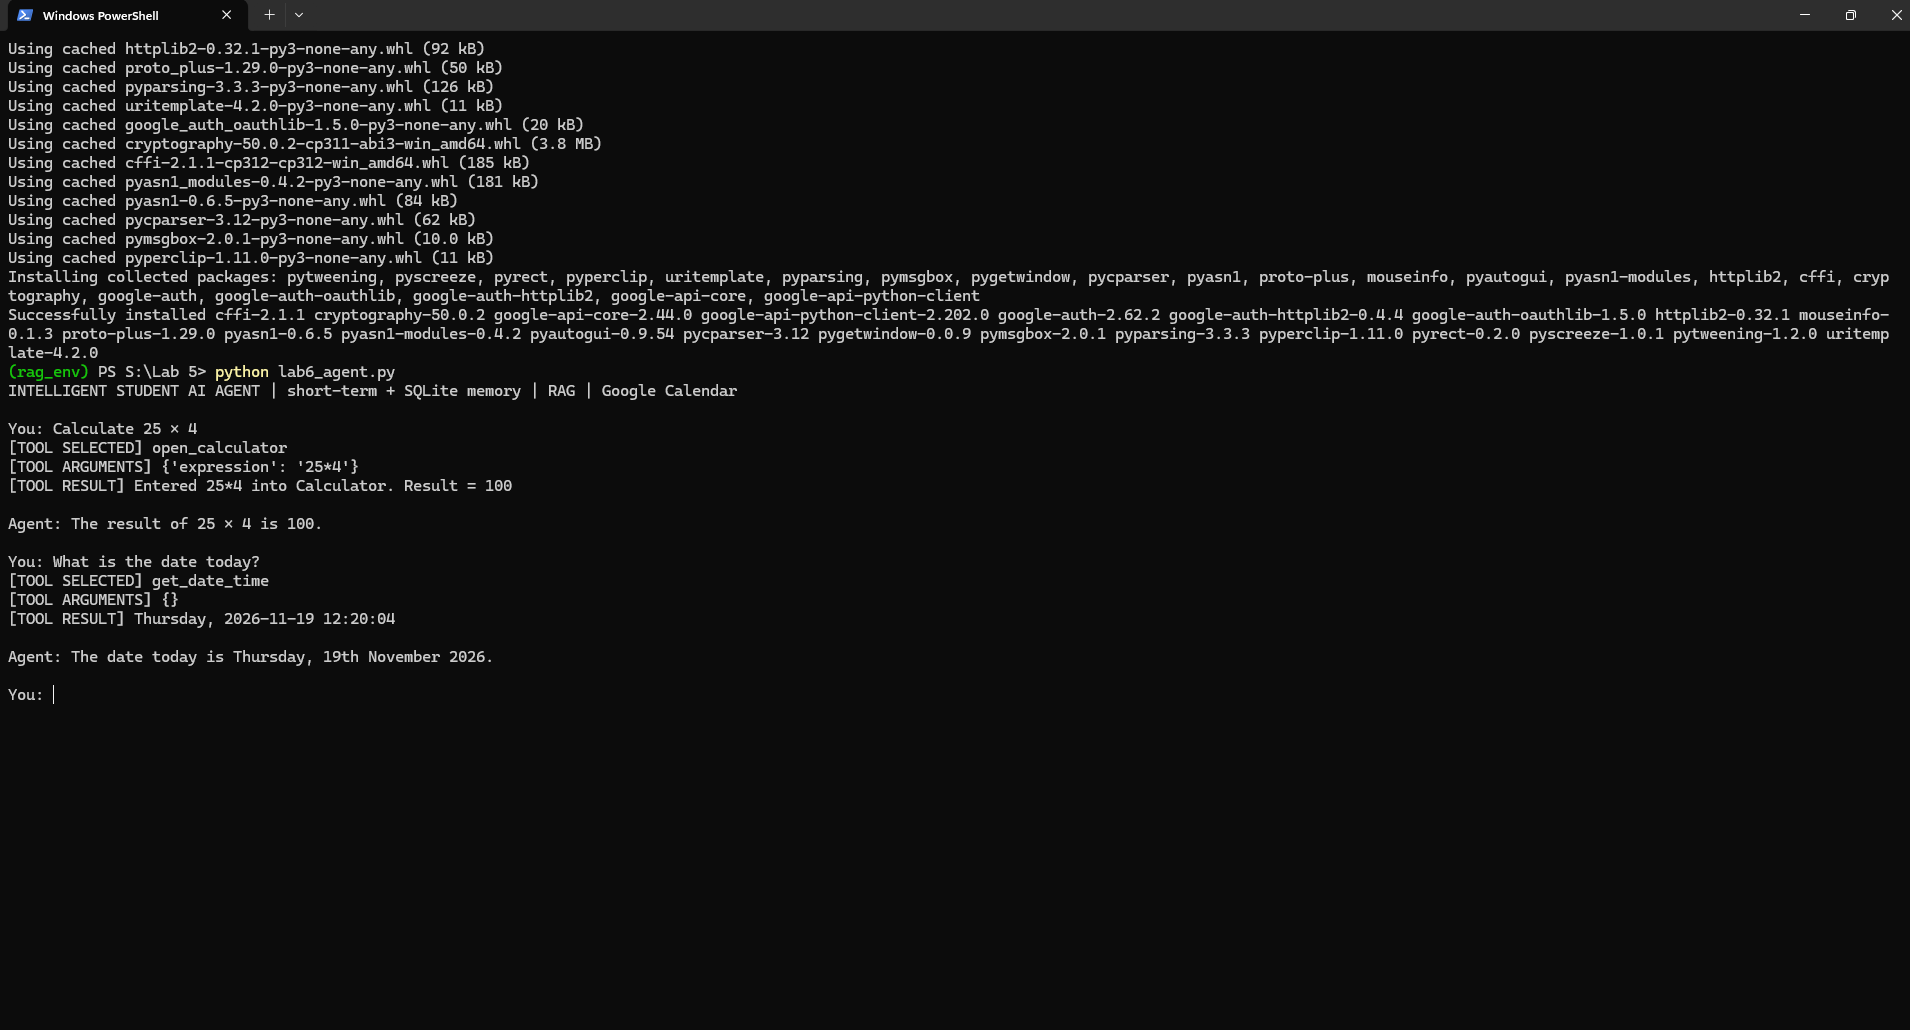 Windows PowerShell
Using cached httplib2-0.32.1-py3-none-any.whl (92 kB)
Using cached proto_plus-1.29.0-py3-none-any.whl (50 kB)
Using cached pyparsing-3.3.3-py3-none-any.whl (126 kB)
Using cached uritemplate-4.2.0-py3-none-any.whl (11 kB)
Using cached google_auth_oauthlib-1.5.0-py3-none-any.whl (20 kB)
Using cached cryptography-50.0.2-cp311-abi3-win_amd64.whl (3.8 MB)
Using cached cffi-2.1.1-cp312-cp312-win_amd64.whl (185 kB)
Using cached pyasn1_modules-0.4.2-py3-none-any.whl (181 kB)
Using cached pyasn1-0.6.5-py3-none-any.whl (84 kB)
Using cached pycparser-3.12-py3-none-any.whl (62 kB)
Using cached pymsgbox-2.0.1-py3-none-any.whl (10.0 kB)
Using cached pyperclip-1.11.0-py3-none-any.whl (11 kB)
Installing collected packages: pytweening, pyscreeze, pyrect, pyperclip, uritemplate, pyparsing, pymsgbox, pygetwindow, pycparser, pyasn1, proto-plus, mouseinfo, pyautogui, pyasn1-modules, httplib2, cffi, cryp
tography, google-auth, google-auth-oauthlib, google-auth-httplib2, google-api-core, google-api-python-client
Successfully installed cffi-2.1.1 cryptography-50.0.2 google-api-core-2.44.0 google-api-python-client-2.202.0 google-auth-2.62.2 google-auth-httplib2-0.4.4 google-auth-oauthlib-1.5.0 httplib2-0.32.1 mouseinfo-
0.1.3 proto-plus-1.29.0 pyasn1-0.6.5 pyasn1-modules-0.4.2 pyautogui-0.9.54 pycparser-3.12 pygetwindow-0.0.9 pymsgbox-2.0.1 pyparsing-3.3.3 pyperclip-1.11.0 pyrect-0.2.0 pyscreeze-1.0.1 pytweening-1.2.0 uritemp
late-4.2.0
(rag_env) PS S:\Lab 5> python lab6_agent.py
INTELLIGENT STUDENT AI AGENT | short-term + SQLite memory | RAG | Google Calendar
You: Calculate 25 × 4
[TOOL SELECTED] open_calculator
[TOOL ARGUMENTS] {'expression': '25*4'}
[TOOL RESULT] Entered 25*4 into Calculator. Result = 100
Agent: The result of 25 × 4 is 100.
You: What is the date today?
[TOOL SELECTED] get_date_time
[TOOL ARGUMENTS] {}
[TOOL RESULT] Thursday, 2026-11-19 12:20:04
Agent: The date today is Thursday, 19th November 2026.
You: